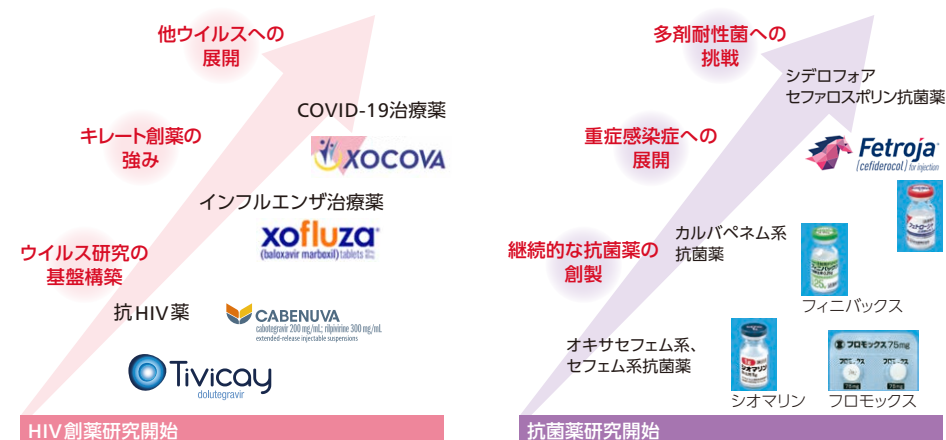 他ウイルスへの
展開
COVID-19治療薬
XOCOVA
キレート創薬の
強み
インフルエンザ治療薬
xofluza
(baloxavir marboxil) tablets
ウイルス研究の
基盤構築
抗HIV薬
CABENUVA
cabotegravir 200 mg/mL; rilpivirine 300 mg/mL
extended-release injectable suspensions
Tivicay
dolutegravir
HIV創薬研究開始
多剤耐性菌への
挑戦
シデロフォア
セファロスポリン抗菌薬
Fetroja
(cefiderocol) for injection
重症感染症への
展開
カルバペネム系
抗菌薬
フィニバックス
継続的な抗菌薬の
創製
オキサセフェム系、
セフェム系抗菌薬
シオマリン
シオマリン
フロモックス75mg
フロモックス
抗菌薬研究開始